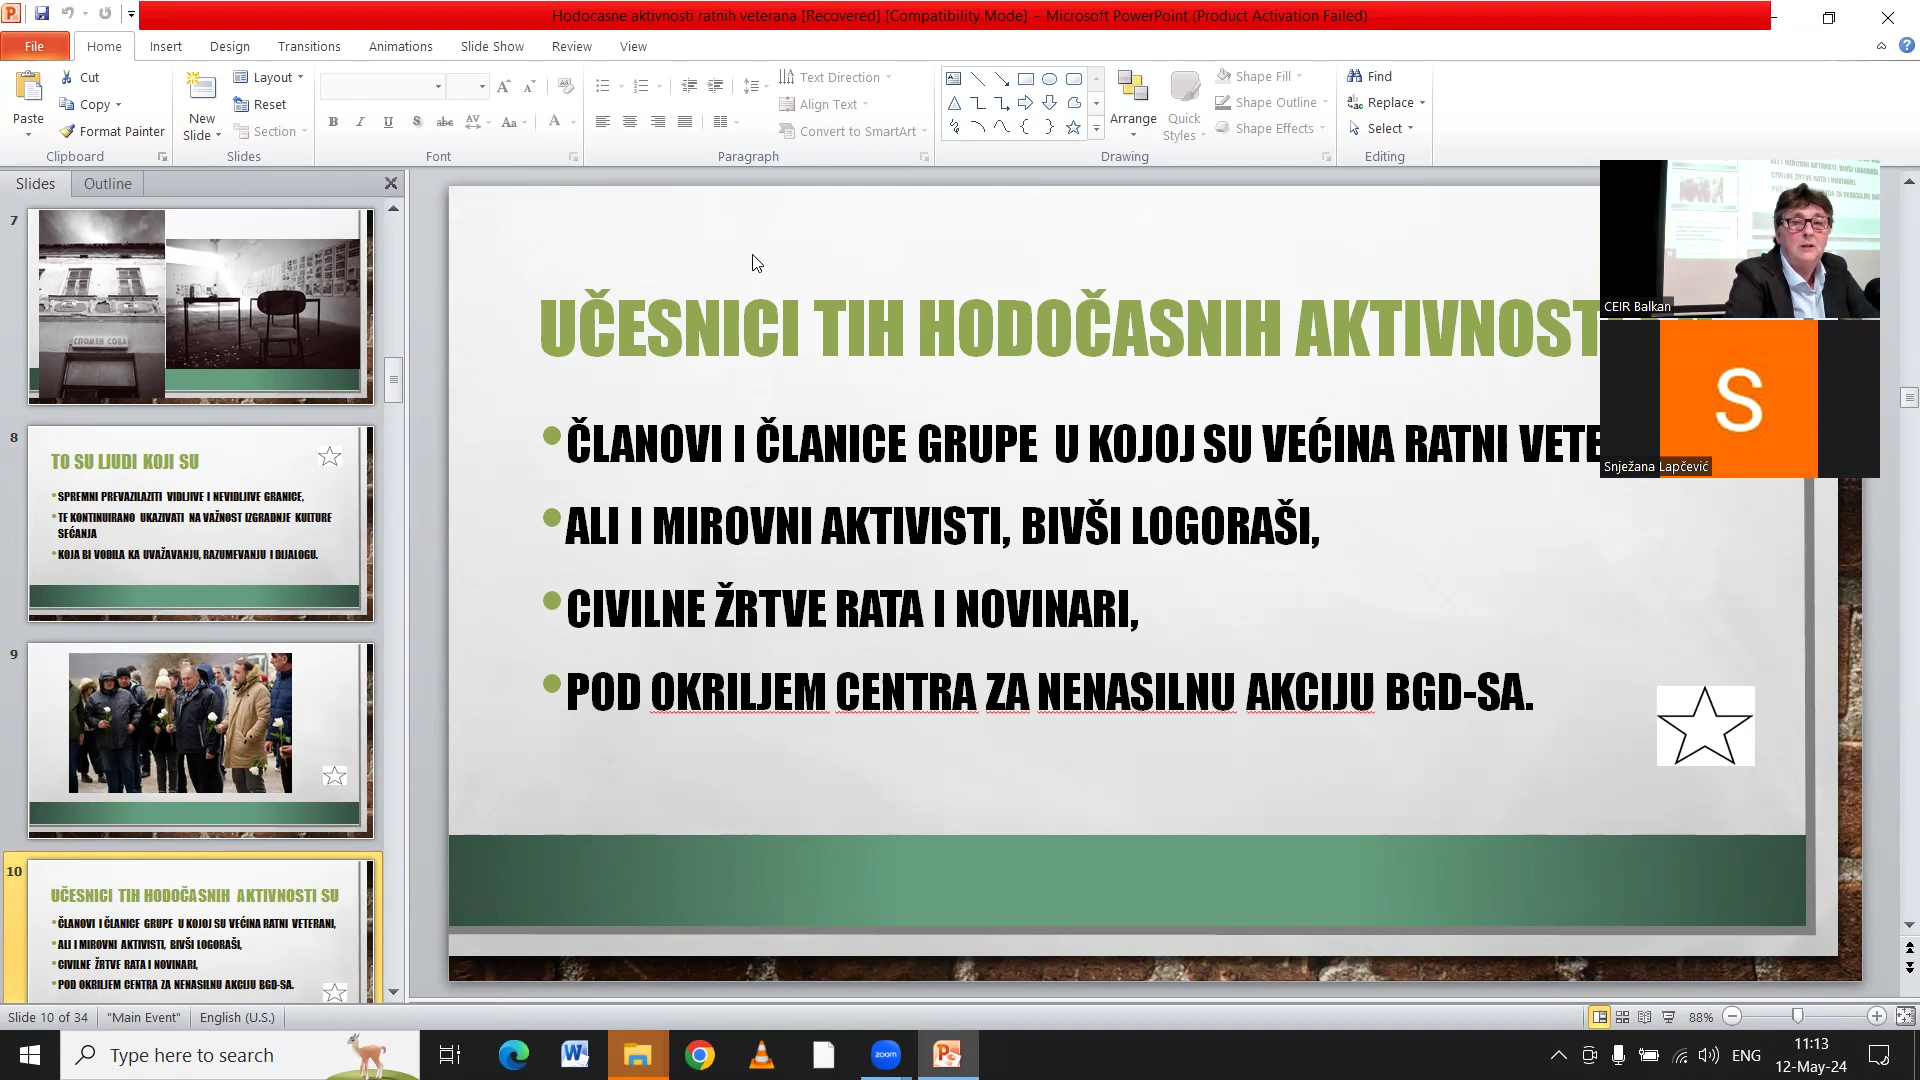 Hodocasne aktivnosti ratnih veterana [Recovered] [Compatibility Mode] - Microsoft PowerPoint (Product Activation Failed)
File Home Insert Design Transitions Animations Slide Show Review View
Cut
Copy
Format Painter
Paste
Clipboard
New Slide
Layout
Reset
Section
Slides
Font
Text Direction
Align Text
Convert to SmartArt
Paragraph
Arrange
Quick Styles
Shape Fill
Shape Outline
Shape Effects
Drawing
Find
Replace
Select
Editing
Slides Outline
7
СПОМЕН СОБА
8
TO SU LJUDI KOJI SU
SPREMNI PREVAZILAZITI VIDLJIVE I NEVIDLJIVE GRANICE,
TE KONTINUIRANO UKAZIVATI NA VAŽNOST IZGRADNJE KULTURE
SEĆANJA
KOJA BI VODILA KA UVAŽAVANJU, RAZUMEVANJU I DIJALOGU.
9
10
UČESNICI TIH HODOČASNIH AKTIVNOSTI SU
ČLANOVI I ČLANICE GRUPE U KOJOJ SU VEĆINA RATNI VETERANI,
ALI I MIROVNI AKTIVISTI, BIVŠI LOGORAŠI,
CIVILNE ŽRTVE RATA I NOVINARI,
POD OKRILJEM CENTRA ZA NENASILNU AKCIJU BGD-SA.
UČESNICI TIH HODOČASNIH AKTIVNOST
ČLANOVI I ČLANICE GRUPE U KOJOJ SU VEĆINA RATNI VETE
ALI I MIROVNI AKTIVISTI, BIVŠI LOGORAŠI,
CIVILNE ŽRTVE RATA I NOVINARI,
POD OKRILJEM CENTRA ZA NENASILNU AKCIJU BGD-SA.
CEIR Balkan
S
Snježana Lapčević
Slide 10 of 34 "Main Event" English (U.S.) 88%
Type here to search
zoom
ENG
11:13
12-May-24